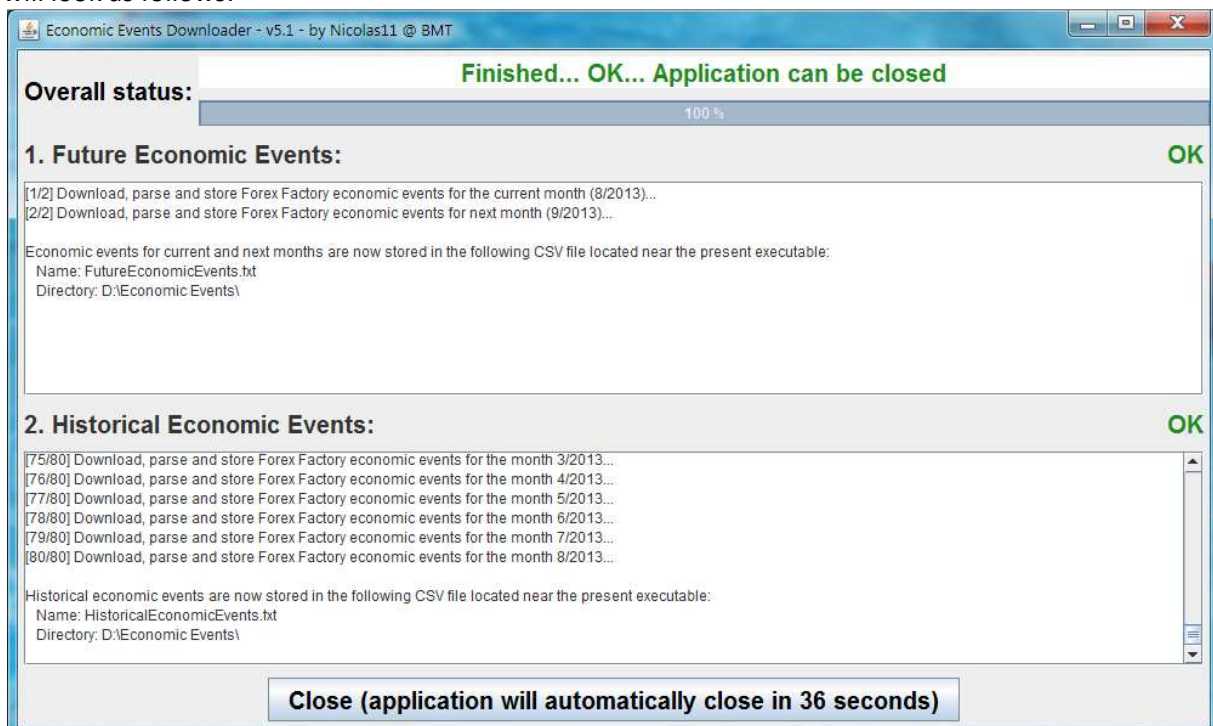 Economic Events Downloader - v5.1 - by Nicolas11 @ BMT
Overall status:
Finished... OK... Application can be closed
100 %
1. Future Economic Events:
OK
[1/2] Download, parse and store Forex Factory economic events for the current month (8/2013)...
[2/2] Download, parse and store Forex Factory economic events for next month (9/2013)...
Economic events for current and next months are now stored in the following CSV file located near the present executable:
Name: FutureEconomicEvents.txt
Directory: D:\Economic Events\
2. Historical Economic Events:
OK
[75/80] Download, parse and store Forex Factory economic events for the month 3/2013...
[76/80] Download, parse and store Forex Factory economic events for the month 4/2013...
[77/80] Download, parse and store Forex Factory economic events for the month 5/2013...
[78/80] Download, parse and store Forex Factory economic events for the month 6/2013...
[79/80] Download, parse and store Forex Factory economic events for the month 7/2013...
[80/80] Download, parse and store Forex Factory economic events for the month 8/2013...
Historical economic events are now stored in the following CSV file located near the present executable:
Name: HistoricalEconomicEvents.txt
Directory: D:\Economic Events\
Close (application will automatically close in 36 seconds)